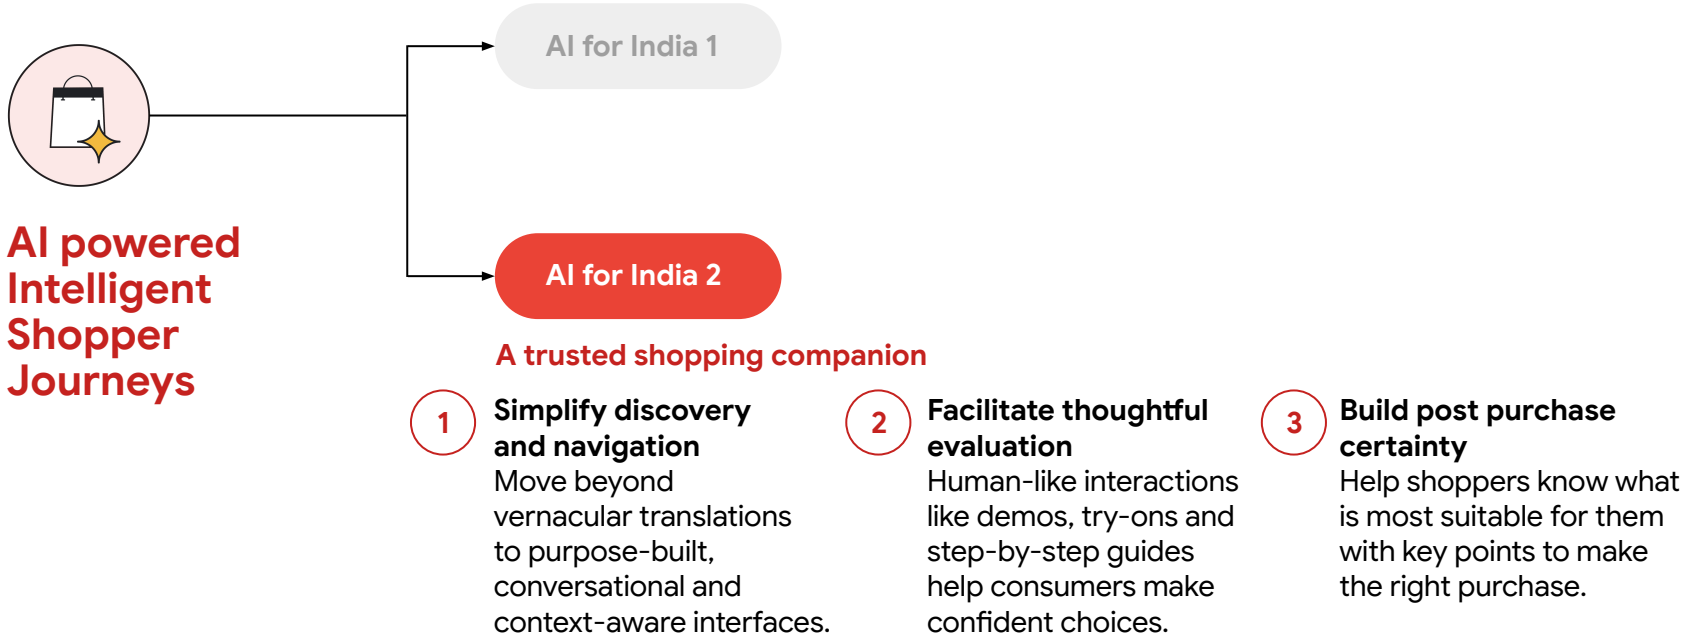 AI for India 1
AI powered
Intelligent
Shopper
Journeys
AI for India 2
A trusted shopping companion
1
Simplify discovery
and navigation
Move beyond
vernacular translations
to purpose-built,
conversational and
context-aware interfaces.
2
Facilitate thoughtful
evaluation
Human-like interactions
like demos, try-ons and
step-by-step guides
help consumers make
confident choices.
3
Build post purchase
certainty
Help shoppers know what
is most suitable for them
with key points to make
the right purchase.